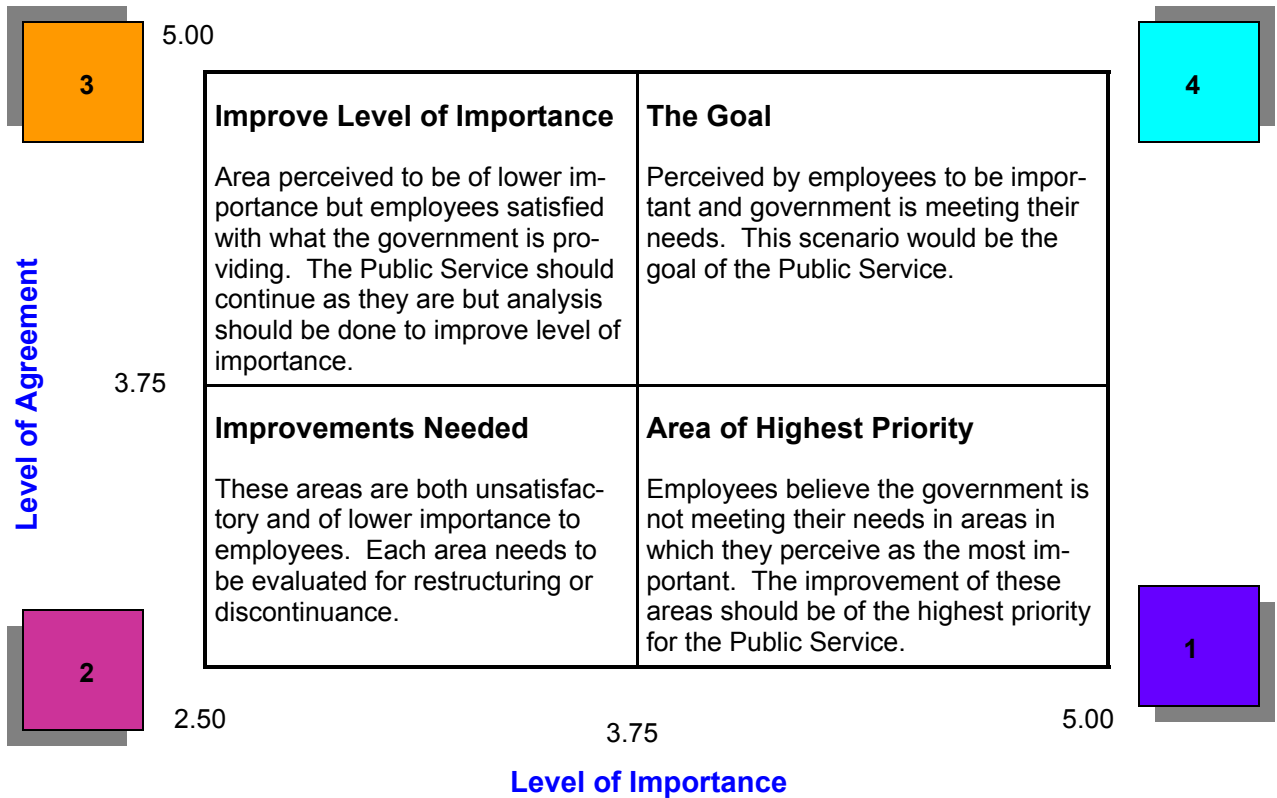 5.00
3
4
Improve Level of Importance
Area perceived to be of lower im-
portance but employees satisfied
with what the government is pro-
viding. The Public Service should
continue as they are but analysis
should be done to improve level of
importance.
The Goal
Perceived by employees to be impor-
tant and government is meeting their
needs. This scenario would be the
goal of the Public Service.
Level of Agreement
3.75
Improvements Needed
These areas are both unsatisfac-
tory and of lower importance to
employees. Each area needs to
be evaluated for restructuring or
discontinuance.
Area of Highest Priority
Employees believe the government is
not meeting their needs in areas in
which they perceive as the most im-
portant. The improvement of these
areas should be of the highest priority
for the Public Service.
2
1
2.50
3.75
5.00
Level of Importance